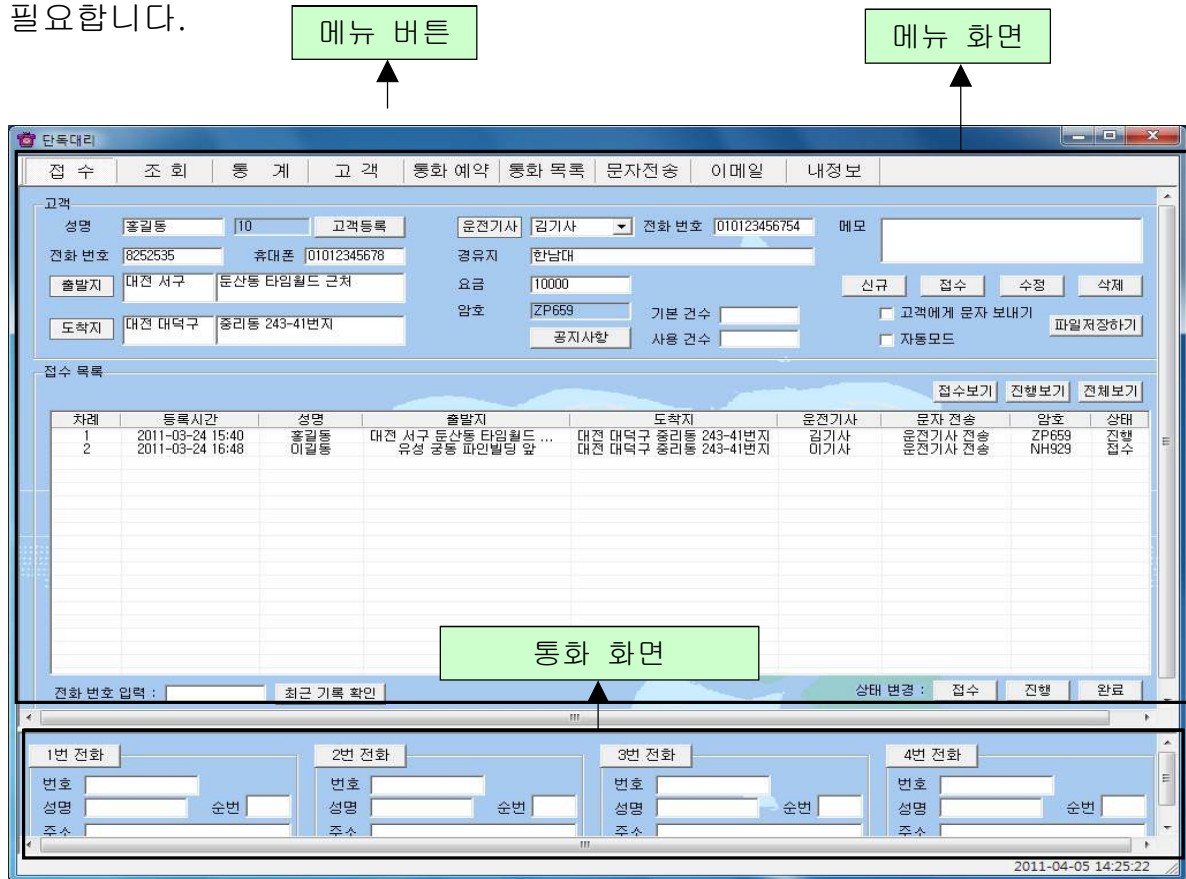 필요합니다.
메뉴 버튼
메뉴 화면
단독대리
접 수 조 회 통 계 고 객 통화 예약 통화 목록 문자전송 이메일 내정보
고객
성명 홍길동 10 고객등록 운전기사 김기사 전화 번호 010123456754 메모
전화 번호 8252535 휴대폰 01012345678 경유지 한남대
출발지 대전 서구 둔산동 타임월드 근처 요금 10000 신규 접수 수정 삭제
암호 ZP659 기본 건수 고객에게 문자 보내기
도착지 대전 대덕구 중리동 243-41번지 파일저장하기
공지사항 사용 건수 자동모드
접수 목록
접수보기 진행보기 전체보기
차례 등록시간 성명 출발지 도착지 운전기사 문자 전송 암호 상태
1 2011-03-24 15:40 홍길동 대전 서구 둔산동 타임월드 ... 대전 대덕구 중리동 243-41번지 김기사 운전기사 전송 ZP659 진행
2 2011-03-24 16:48 이길동 유성 궁동 파인빌딩 앞 대전 대덕구 중리동 243-41번지 이기사 운전기사 전송 NH929 접수
통화 화면
전화 번호 입력 : 최근 기록 확인 상태 변경 : 접수 진행 완료
1번 전화 2번 전화 3번 전화 4번 전화
번호 번호 번호 번호
성명 순번 성명 순번 성명 순번 성명 순번
주소 주소 주소 주소
2011-04-05 14:25:22